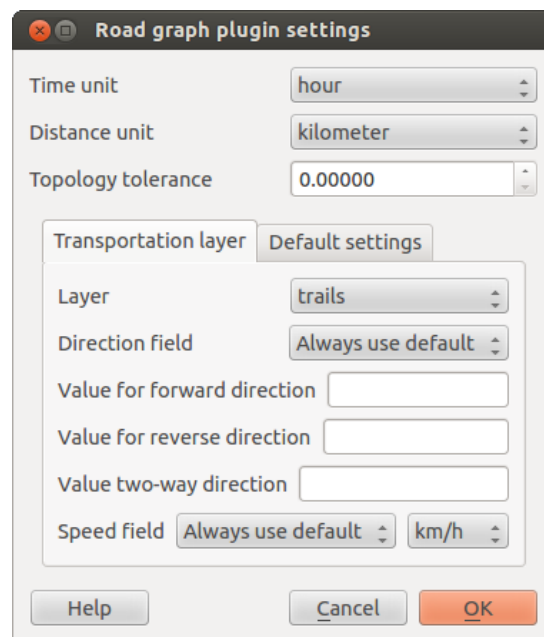 Road graph plugin settings
Time unit hour
Distance unit kilometer
Topology tolerance 0.00000
Transportation layer Default settings
Layer trails
Direction field Always use default
Value for forward direction
Value for reverse direction
Value two-way direction
Speed field Always use default km/h
Help Cancel OK